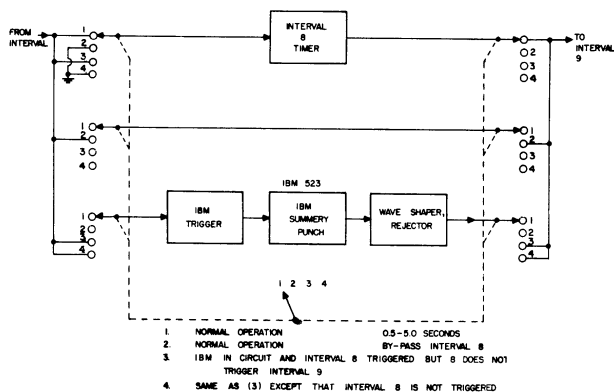 FROM
INTERVAL
1
2
3
4
INTERVAL
8
TIMER
1
2
3
4
TO
INTERVAL
9
1
2
3
4
1
2
3
4
IBM 523
1
2
3
4
IBM
TRIGGER
IBM
SUMMERY
PUNCH
WAVE SHAPER,
REJECTOR
1
2
3
4
1 2 3 4
1. NORMAL OPERATION 0.5-5.0 SECONDS
2. NORMAL OPERATION BY-PASS INTERVAL 8
3. IBM IN CIRCUIT AND INTERVAL 8 TRIGGERED BUT 8 DOES NOT
TRIGGER INTERVAL 9
4. SAME AS (3) EXCEPT THAT INTERVAL 8 IS NOT TRIGGERED